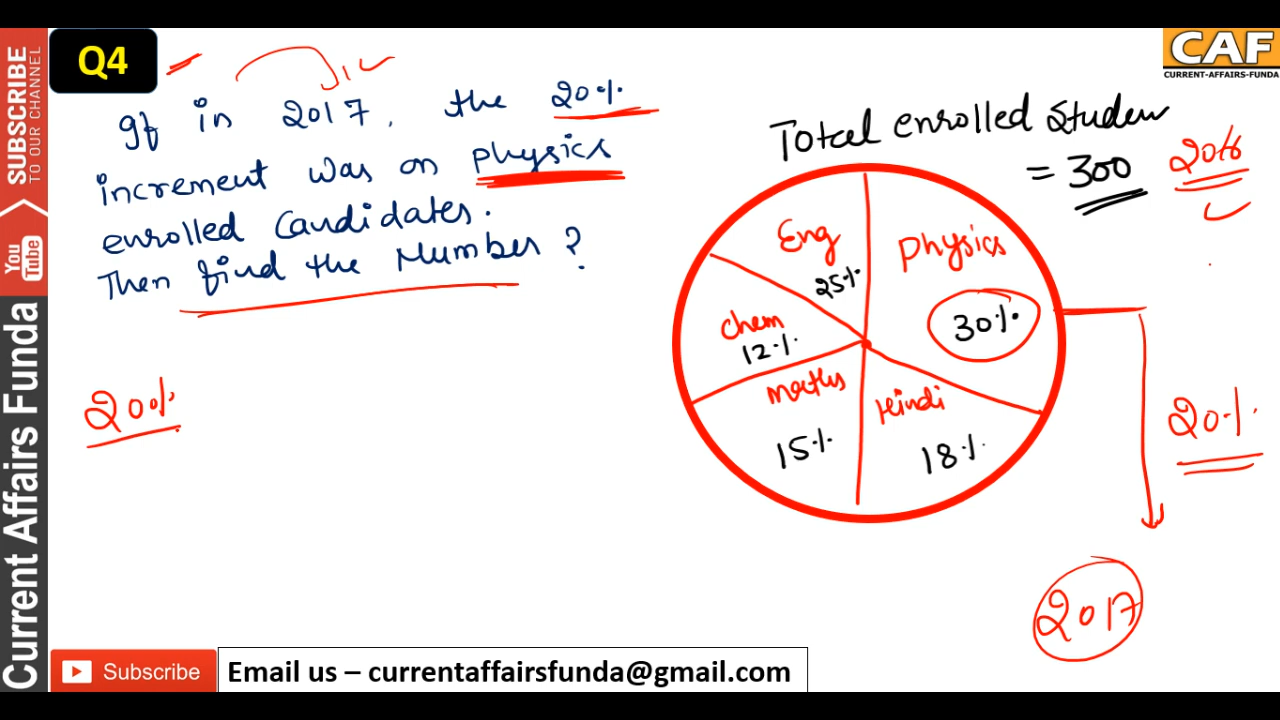 Q4
If in 2017, the 20%
increment was on physics
enrolled Candidates.
Then find the Number ?
20%
CAF
CURRENT-AFFAIRS-FUNDA
Total enrolled Studen
= 300
2016
Eng
25%
Physics
30%
Chem
12%
Maths
15%
Hindi
18%
20%
2017
SUBSCRIBE
TO OUR CHANNEL
You
Tube
Current Affairs Funda
Subscribe
Email us – currentaffairsfunda@gmail.com